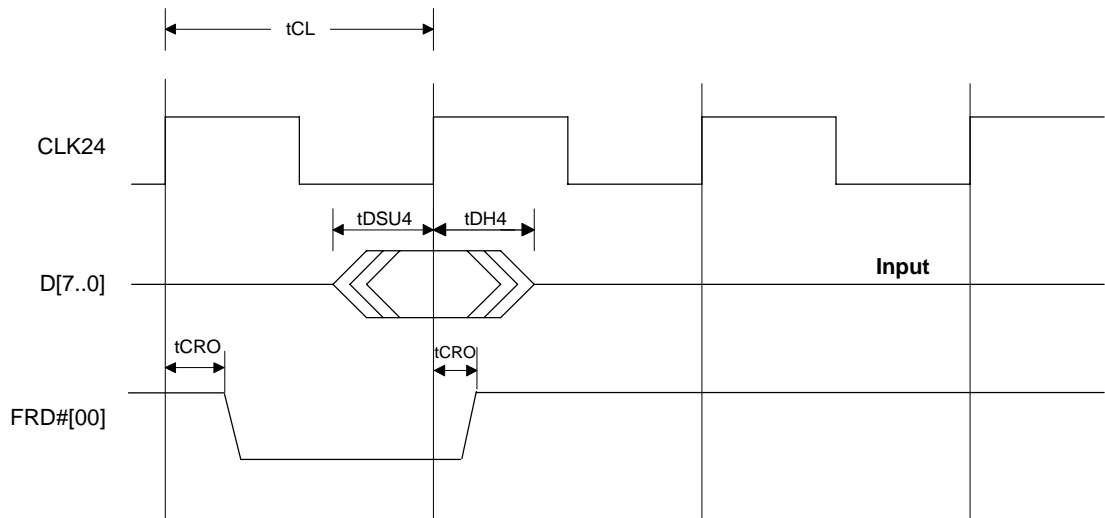 tCL
CLK24
tDSU4
tDH4
D[7..0]
Input
tCRO
tCRO
FRD#[00]